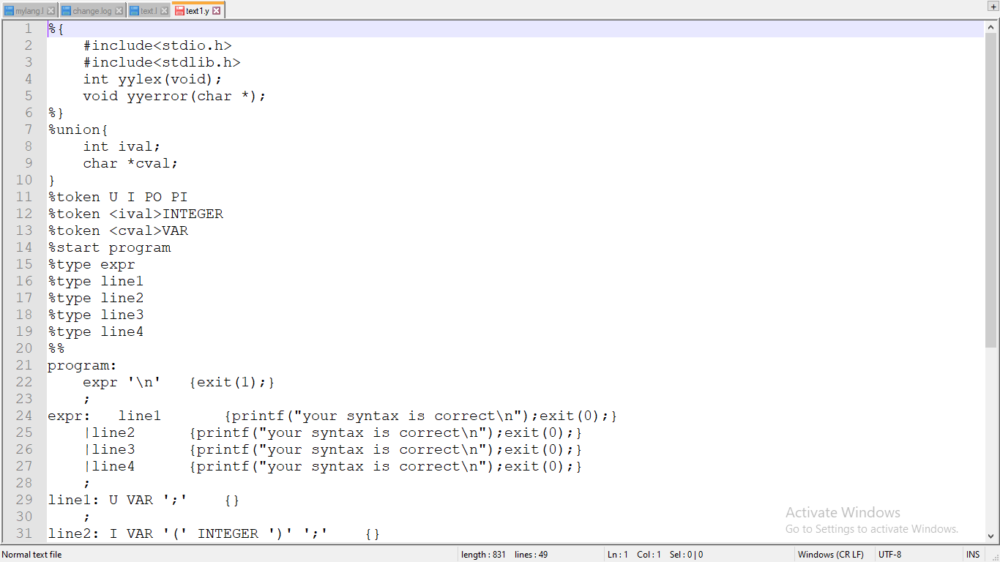 mylang.l change.log text.l text1.y
1 %{
2 #include<stdio.h>
3 #include<stdlib.h>
4 int yylex(void);
5 void yyerror(char *);
6 %}
7 %union{
8 int ival;
9 char *cval;
10 }
11 %token U I PO PI
12 %token <ival>INTEGER
13 %token <cval>VAR
14 %start program
15 %type expr
16 %type line1
17 %type line2
18 %type line3
19 %type line4
20 %%
21 program:
22 expr '\n' {exit(1);}
23 ;
24 expr: line1 {printf("your syntax is correct\n");exit(0);}
25 |line2 {printf("your syntax is correct\n");exit(0);}
26 |line3 {printf("your syntax is correct\n");exit(0);}
27 |line4 {printf("your syntax is correct\n");exit(0);}
28 ;
29 line1: U VAR ';' {}
30 ;
31 line2: I VAR '(' INTEGER ')' ';' {}
Activate Windows
Go to Settings to activate Windows.
Normal text file length : 831 lines : 49 Ln : 1 Col : 1 Sel : 0 | 0 Windows (CR LF) UTF-8 INS